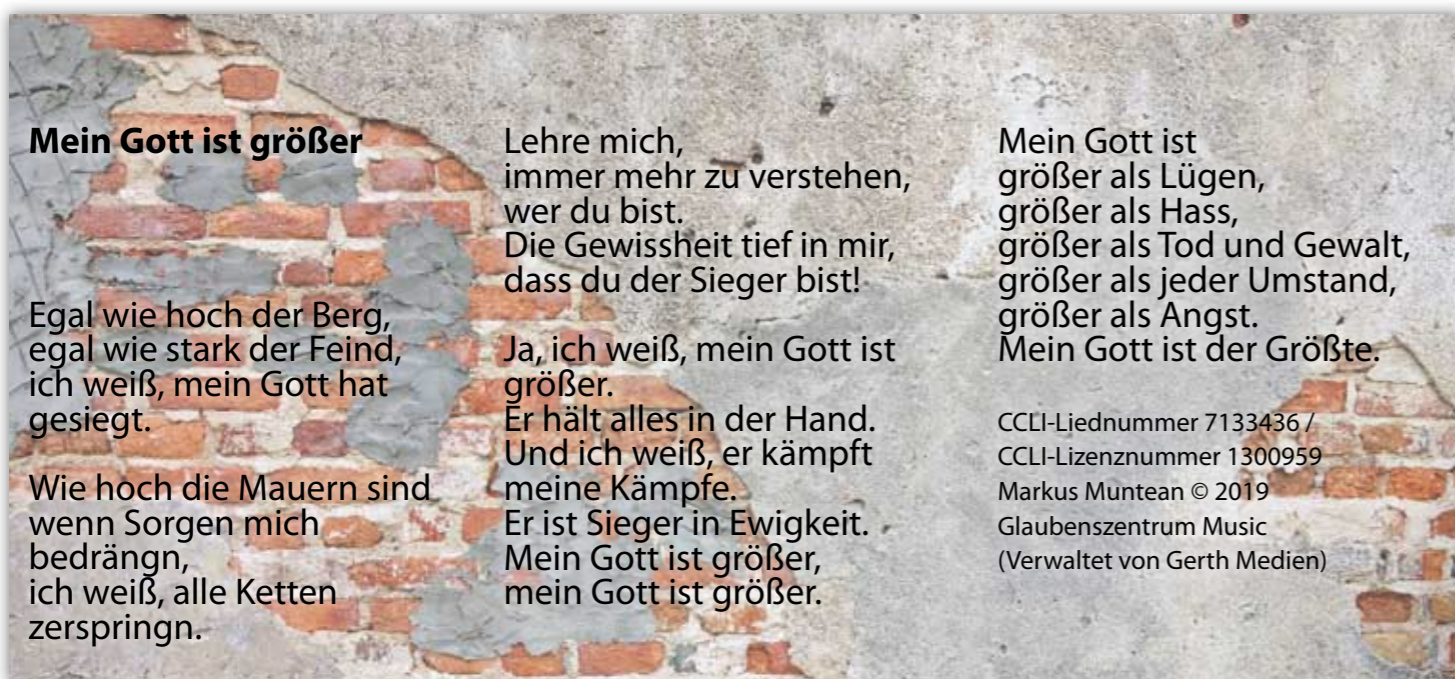 Mein Gott ist größer
Egal wie hoch der Berg,
egal wie stark der Feind,
ich weiß, mein Gott hat
gesiegt.
Wie hoch die Mauern sind
wenn Sorgen mich
bedrängn,
ich weiß, alle Ketten
zerspringn.
Lehre mich,
immer mehr zu verstehen,
wer du bist.
Die Gewissheit tief in mir,
dass du der Sieger bist!
Ja, ich weiß, mein Gott ist
größer.
Er hält alles in der Hand.
Und ich weiß, er kämpft
meine Kämpfe.
Er ist Sieger in Ewigkeit.
Mein Gott ist größer,
mein Gott ist größer.
Mein Gott ist
größer als Lügen,
größer als Hass,
größer als Tod und Gewalt,
größer als jeder Umstand,
größer als Angst.
Mein Gott ist der Größte.
CCLI-Liednummer 7133436 /
CCLI-Lizenznummer 1300959
Markus Muntean © 2019
Glaubenszentrum Music
(Verwaltet von Gerth Medien)